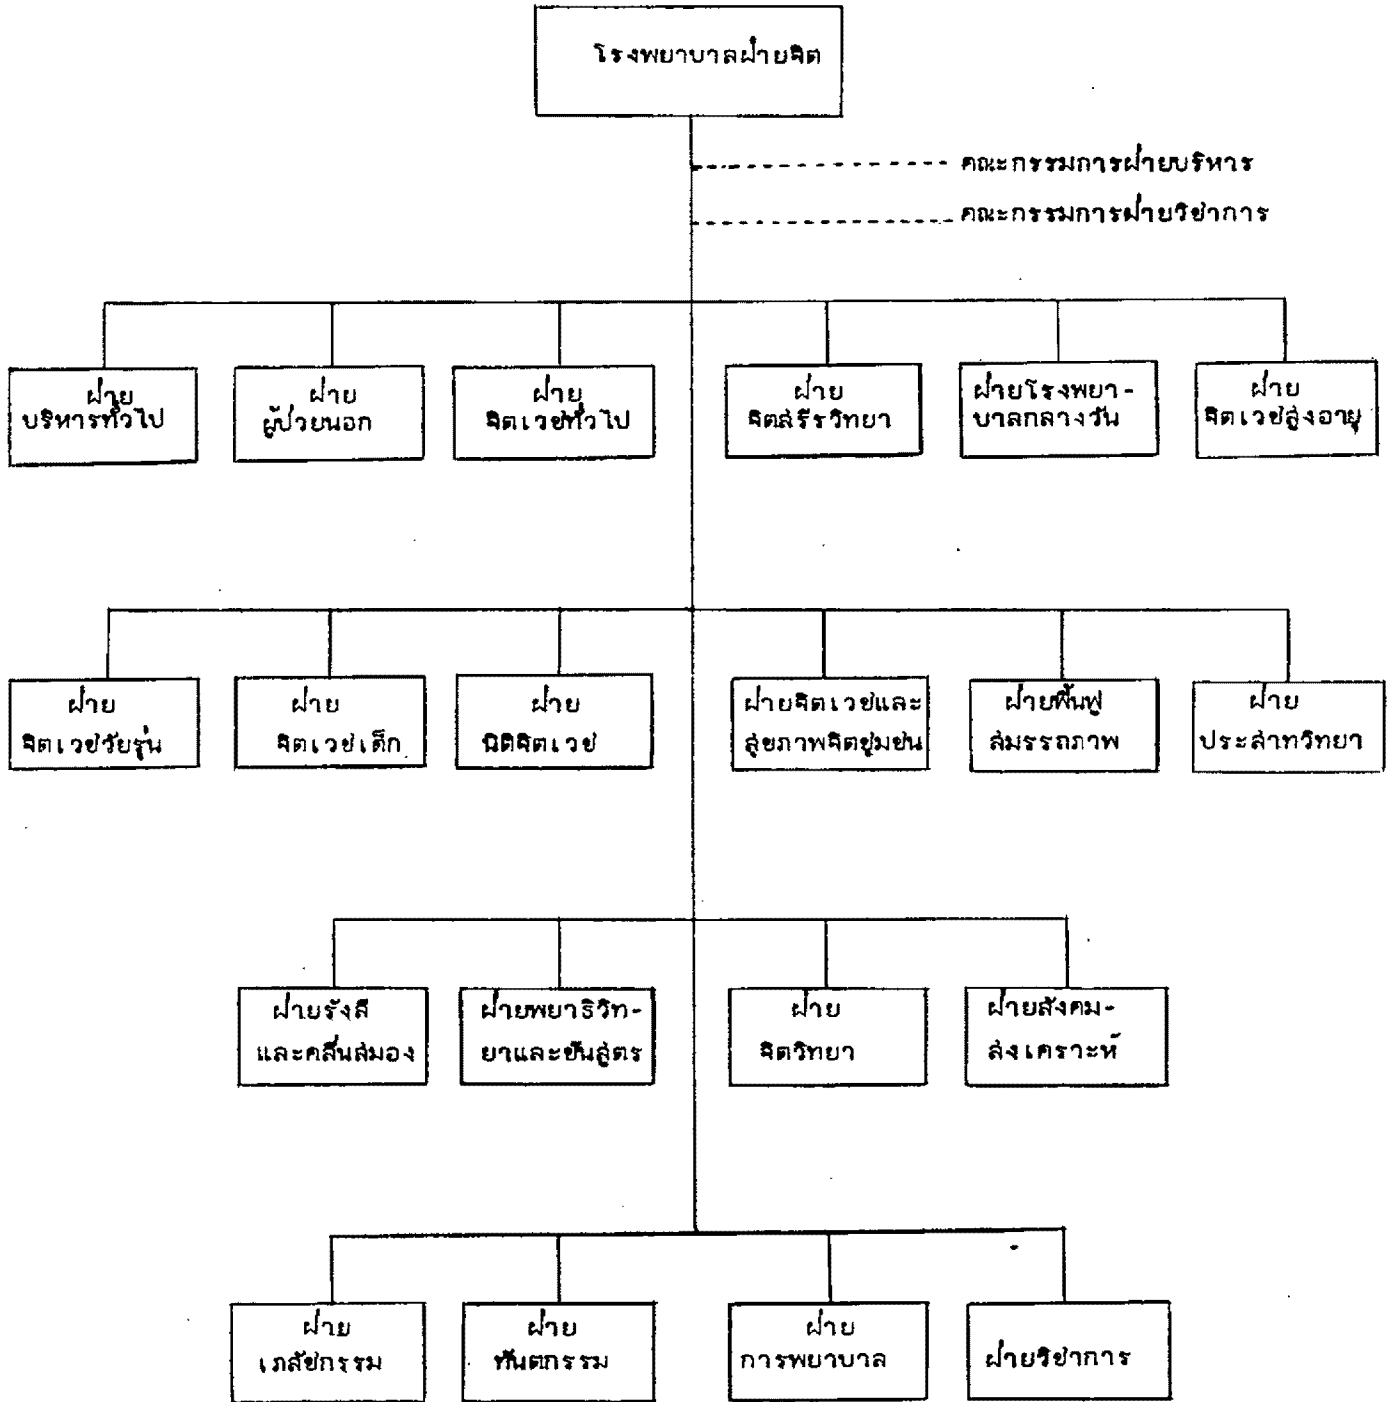 โรงพยาบาลฝ่ายจิต
คณะกรรมการฝ่ายบริหาร
คณะกรรมการฝ่ายวิชาการ
ฝ่าย
บริหารทั่วไป
ฝ่าย
ผู้ป่วยนอก
ฝ่าย
จิตเวชทั่วไป
ฝ่าย
จิตสรีรวิทยา
ฝ่ายโรงพยา-
บาลกลางวัน
ฝ่าย
จิตเวชสูงอายุ
ฝ่าย
จิตเวชวัยรุ่น
ฝ่าย
จิตเวชเด็ก
ฝ่าย
นิติจิตเวช
ฝ่ายจิตเวชและ
สุขภาพจิตชุมชน
ฝ่ายฟื้นฟู
สมรรถภาพ
ฝ่าย
ประสาทวิทยา
ฝ่ายรังสี
และคลื่นสมอง
ฝ่ายพยาธิวิท-
ยาและชันสูตร
ฝ่าย
จิตวิทยา
ฝ่ายสังคม-
สงเคราะห์
ฝ่าย
เภสัชกรรม
ฝ่าย
ทันตกรรม
ฝ่าย
การพยาบาล
ฝ่ายวิชาการ